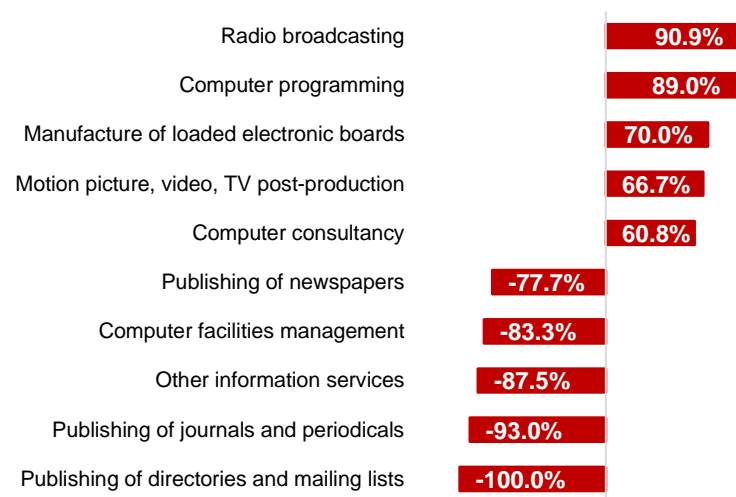 Radio broadcasting 90.9%
Computer programming 89.0%
Manufacture of loaded electronic boards 70.0%
Motion picture, video, TV post-production 66.7%
Computer consultancy 60.8%
Publishing of newspapers -77.7%
Computer facilities management -83.3%
Other information services -87.5%
Publishing of journals and periodicals -93.0%
Publishing of directories and mailing lists -100.0%